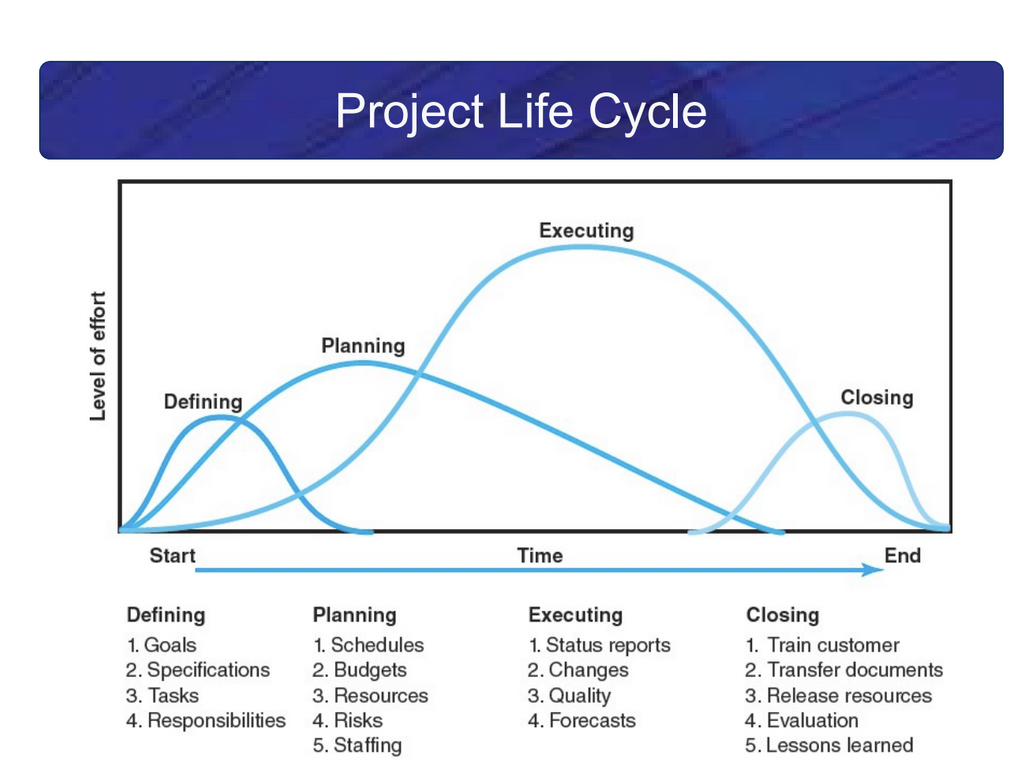 Project Life Cycle
Executing
Planning
Defining
Closing
Level of effort
Start
Time
End
Defining
1. Goals
2. Specifications
3. Tasks
4. Responsibilities
Planning
1. Schedules
2. Budgets
3. Resources
4. Risks
5. Staffing
Executing
1. Status reports
2. Changes
3. Quality
4. Forecasts
Closing
1. Train customer
2. Transfer documents
3. Release resources
4. Evaluation
5. Lessons learned